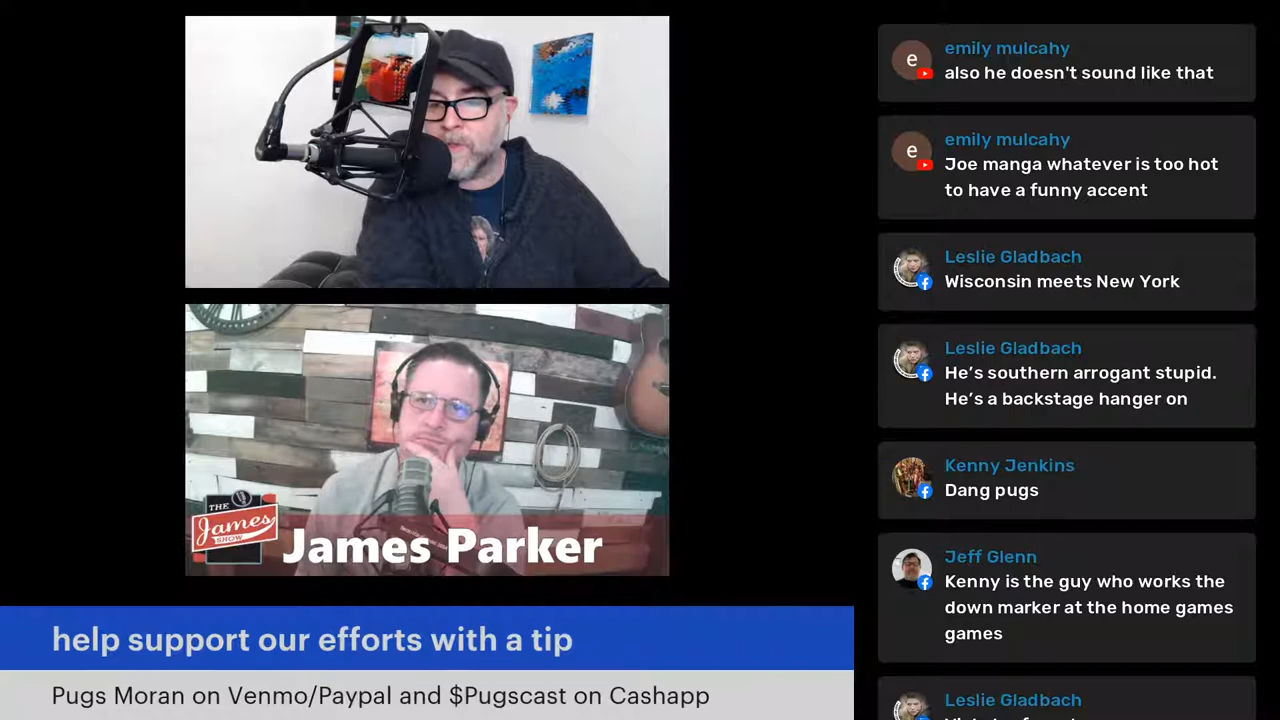 emily mulcahy
also he doesn't sound like that
emily mulcahy
Joe manga whatever is too hot
to have a funny accent
Leslie Gladbach
Wisconsin meets New York
Leslie Gladbach
He’s southern arrogant stupid.
He’s a backstage hanger on
Kenny Jenkins
Dang pugs
Jeff Glenn
Kenny is the guy who works the
down marker at the home games
games
Leslie Gladbach
THE
James
SHOW
James Parker
help support our efforts with a tip
Pugs Moran on Venmo/Paypal and $Pugscast on Cashapp